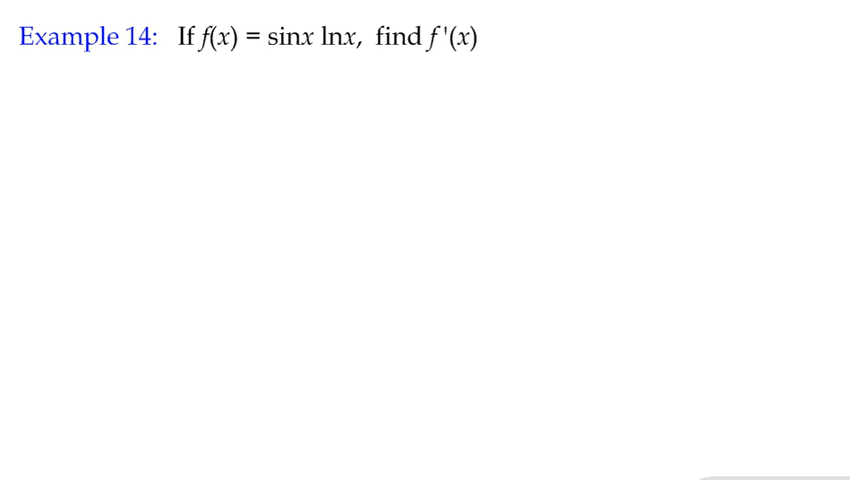 Example 14: If f(x) = sinx lnx, find f '(x)